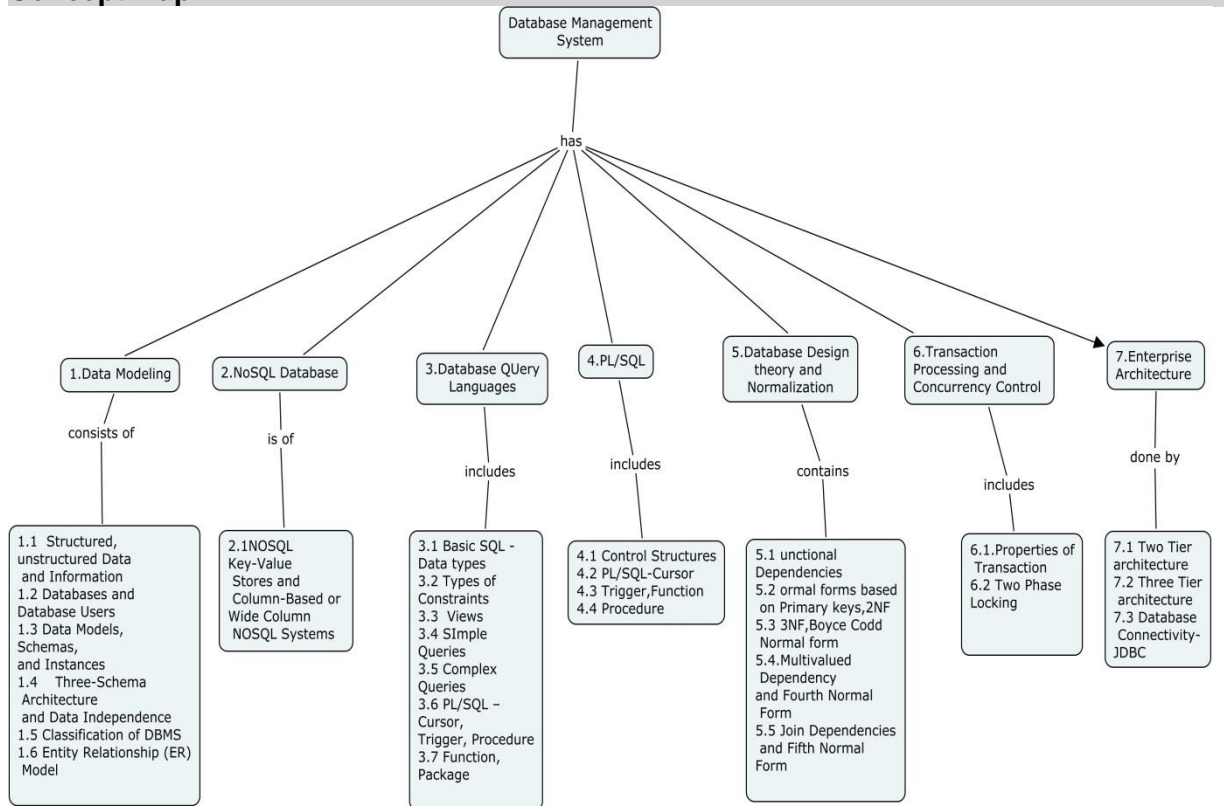 Concept Map
Database Management
System
has
1.Data Modeling
2.NoSQL Database
3.Database QUery
Languages
4.PL/SQL
5.Database Design
theory and
Normalization
6.Transaction
Processing and
Concurrency Control
7.Enterprise
Architecture
consists of
is of
includes
includes
contains
includes
done by
1.1 Structured,
unstructured Data
and Information
1.2 Databases and
Database Users
1.3 Data Models,
Schemas,
and Instances
1.4 Three-Schema
Architecture
and Data Independence
1.5 Classification of DBMS
1.6 Entity Relationship (ER)
Model
2.1NOSQL
Key-Value
Stores and
Column-Based or
Wide Column
NOSQL Systems
3.1 Basic SQL -
Data types
3.2 Types of
Constraints
3.3 Views
3.4 SImple
Queries
3.5 Complex
Queries
3.6 PL/SQL –
Cursor,
Trigger, Procedure
3.7 Function,
Package
4.1 Control Structures
4.2 PL/SQL-Cursor
4.3 Trigger,Function
4.4 Procedure
5.1 unctional
Dependencies
5.2 ormal forms based
on Primary keys,2NF
5.3 3NF,Boyce Codd
Normal form
5.4.Multivalued
Dependency
and Fourth Normal
Form
5.5 Join Dependencies
and Fifth Normal
Form
6.1.Properties of
Transaction
6.2 Two Phase
Locking
7.1 Two Tier
architecture
7.2 Three Tier
architecture
7.3 Database
Connectivity-
JDBC